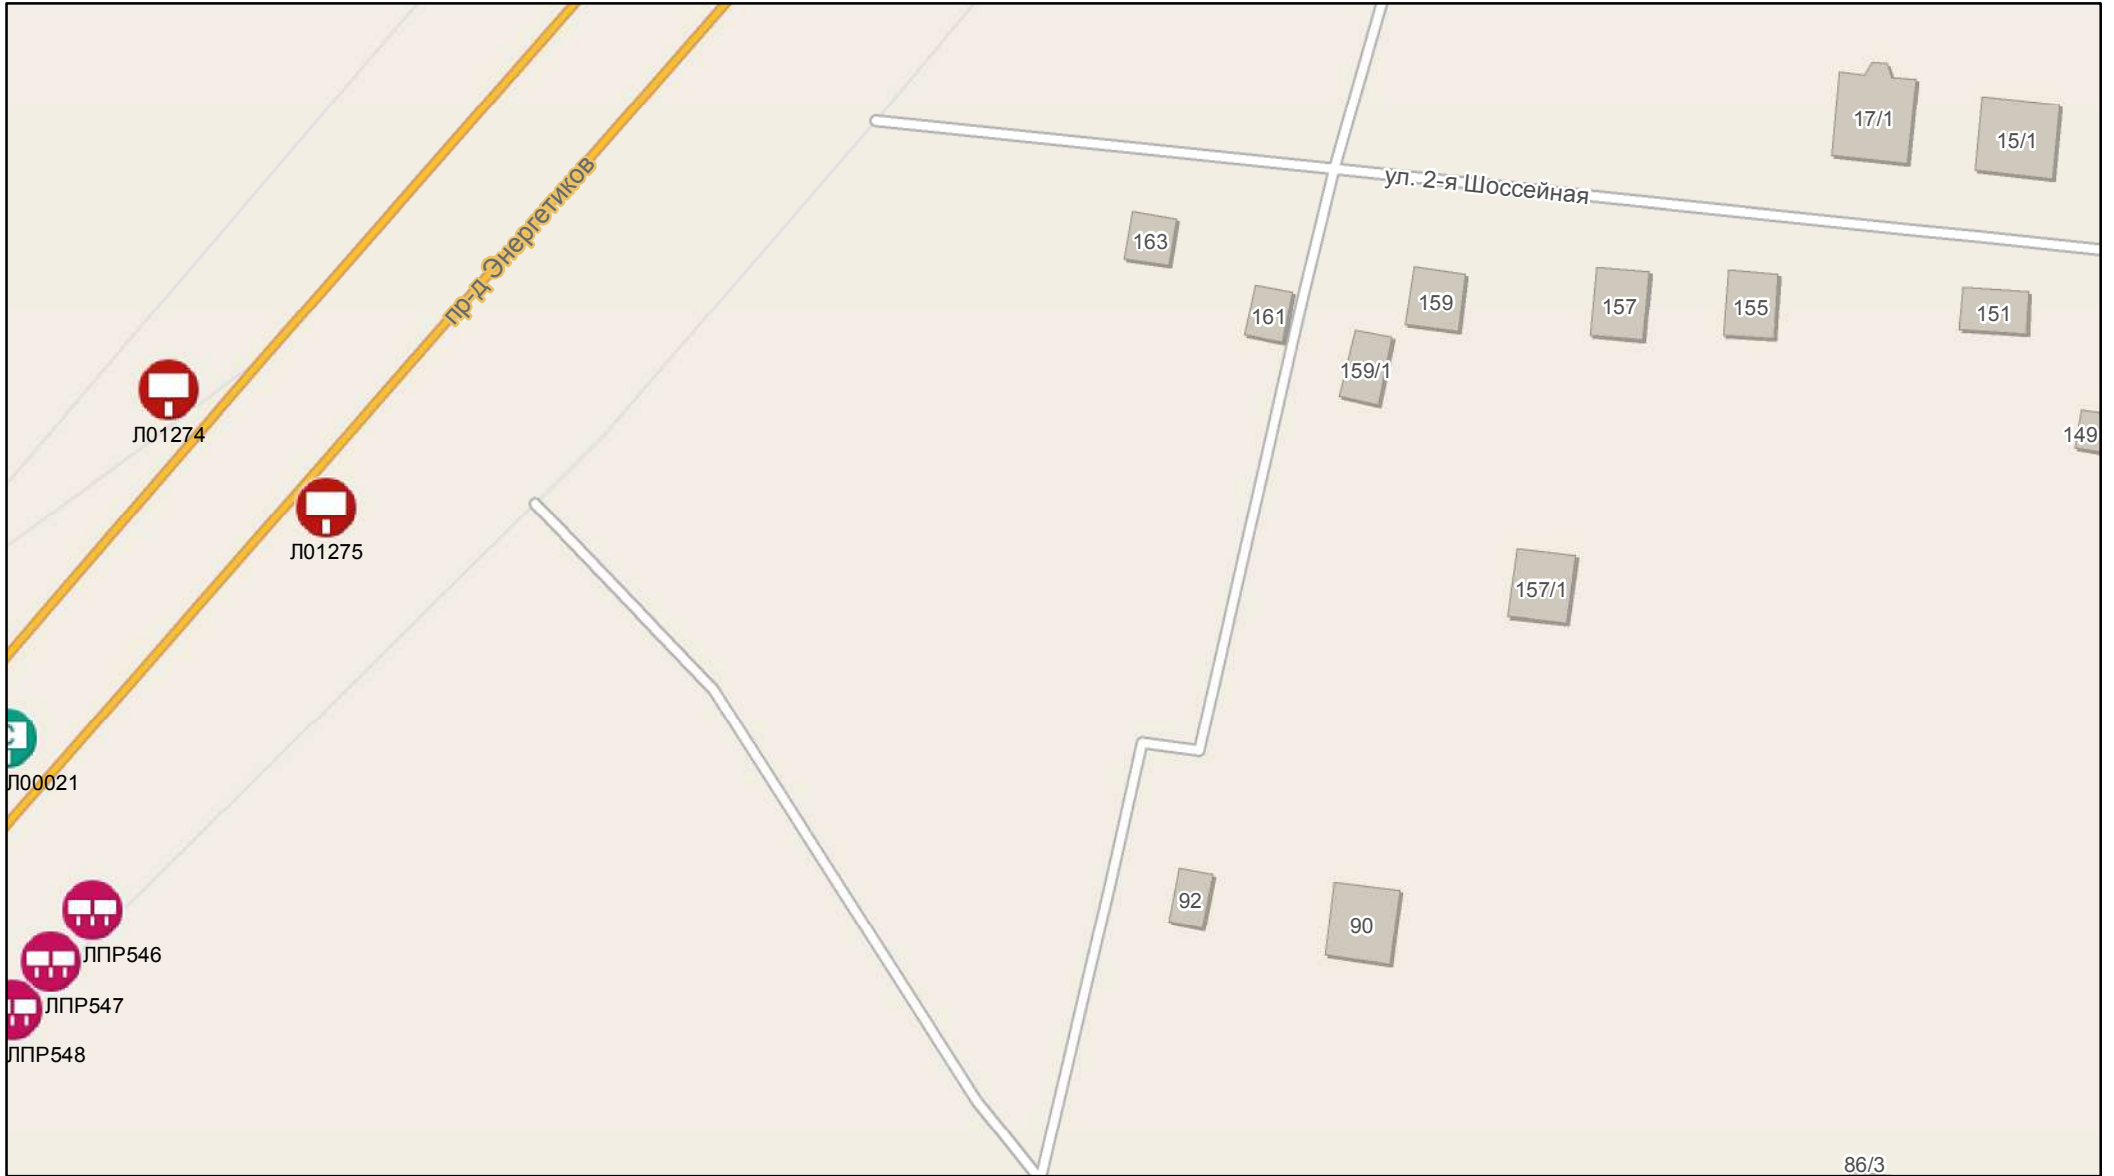 17/1
15/1
ул. 2-я Шоссейная
пр-д Энергетиков
163
161
159
157
155
151
159/1
149
Л01274
Л01275
157/1
Л00021
92
90
ЛПР546
ЛПР547
ЛПР548
86/3